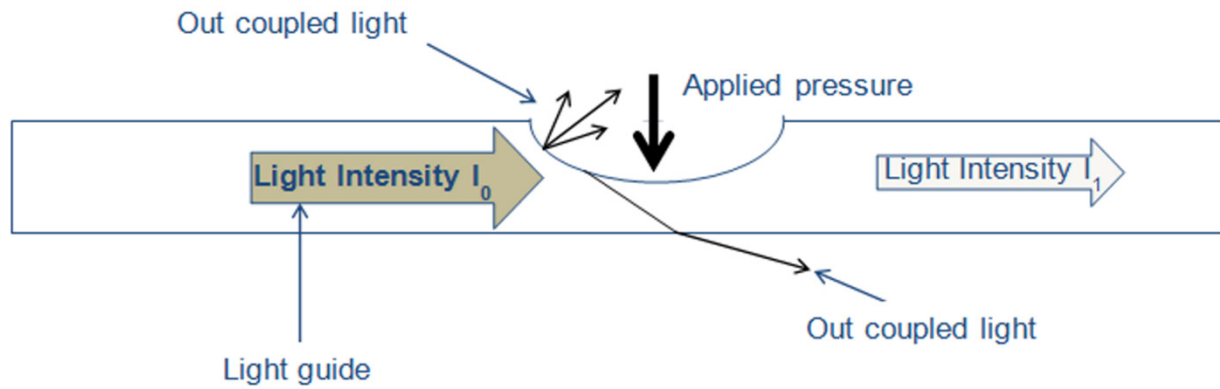 Out coupled light
Applied pressure
Light Intensity I₀
Light Intensity I₁
Out coupled light
Light guide